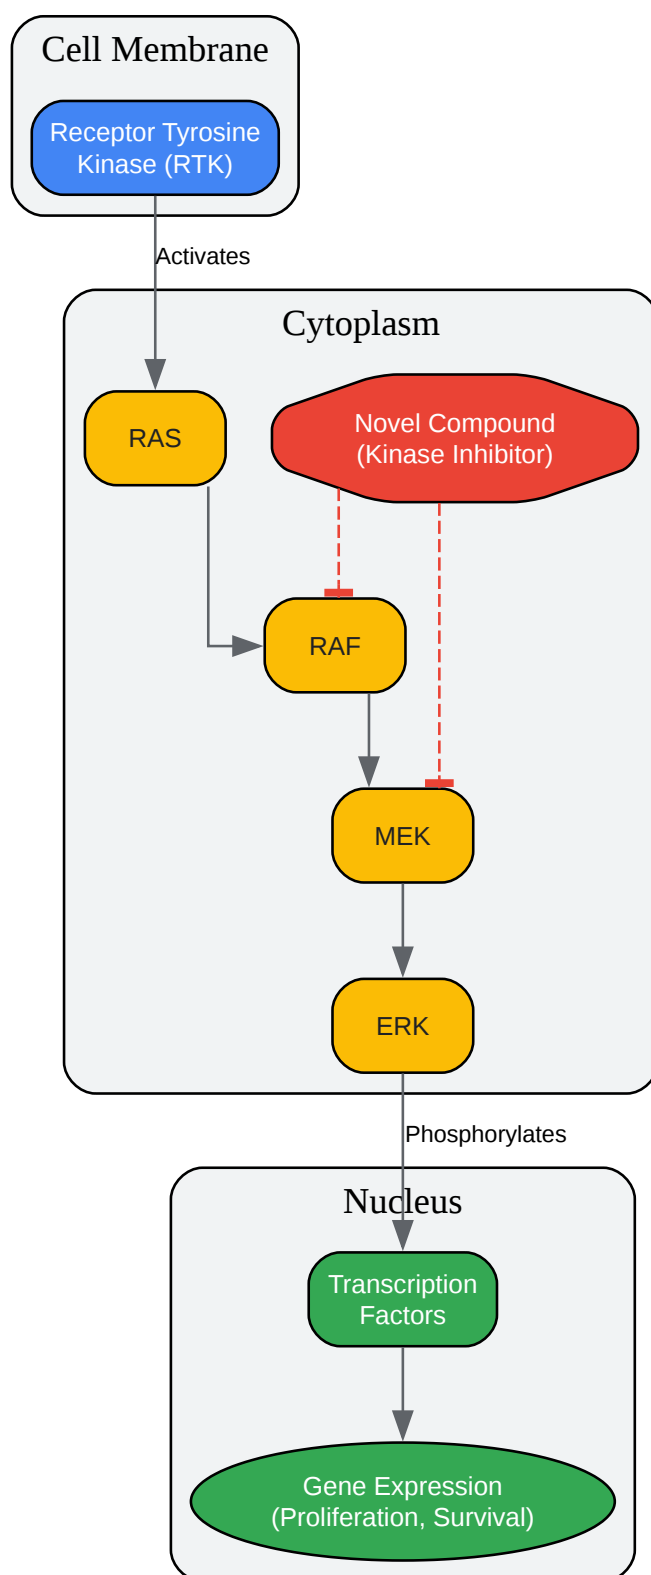 Cell Membrane
Receptor Tyrosine
Kinase (RTK)
Activates
Cytoplasm
RAS
Novel Compound
(Kinase Inhibitor)
RAF
MEK
ERK
Phosphorylates
Nucleus
Transcription
Factors
Gene Expression
(Proliferation, Survival)